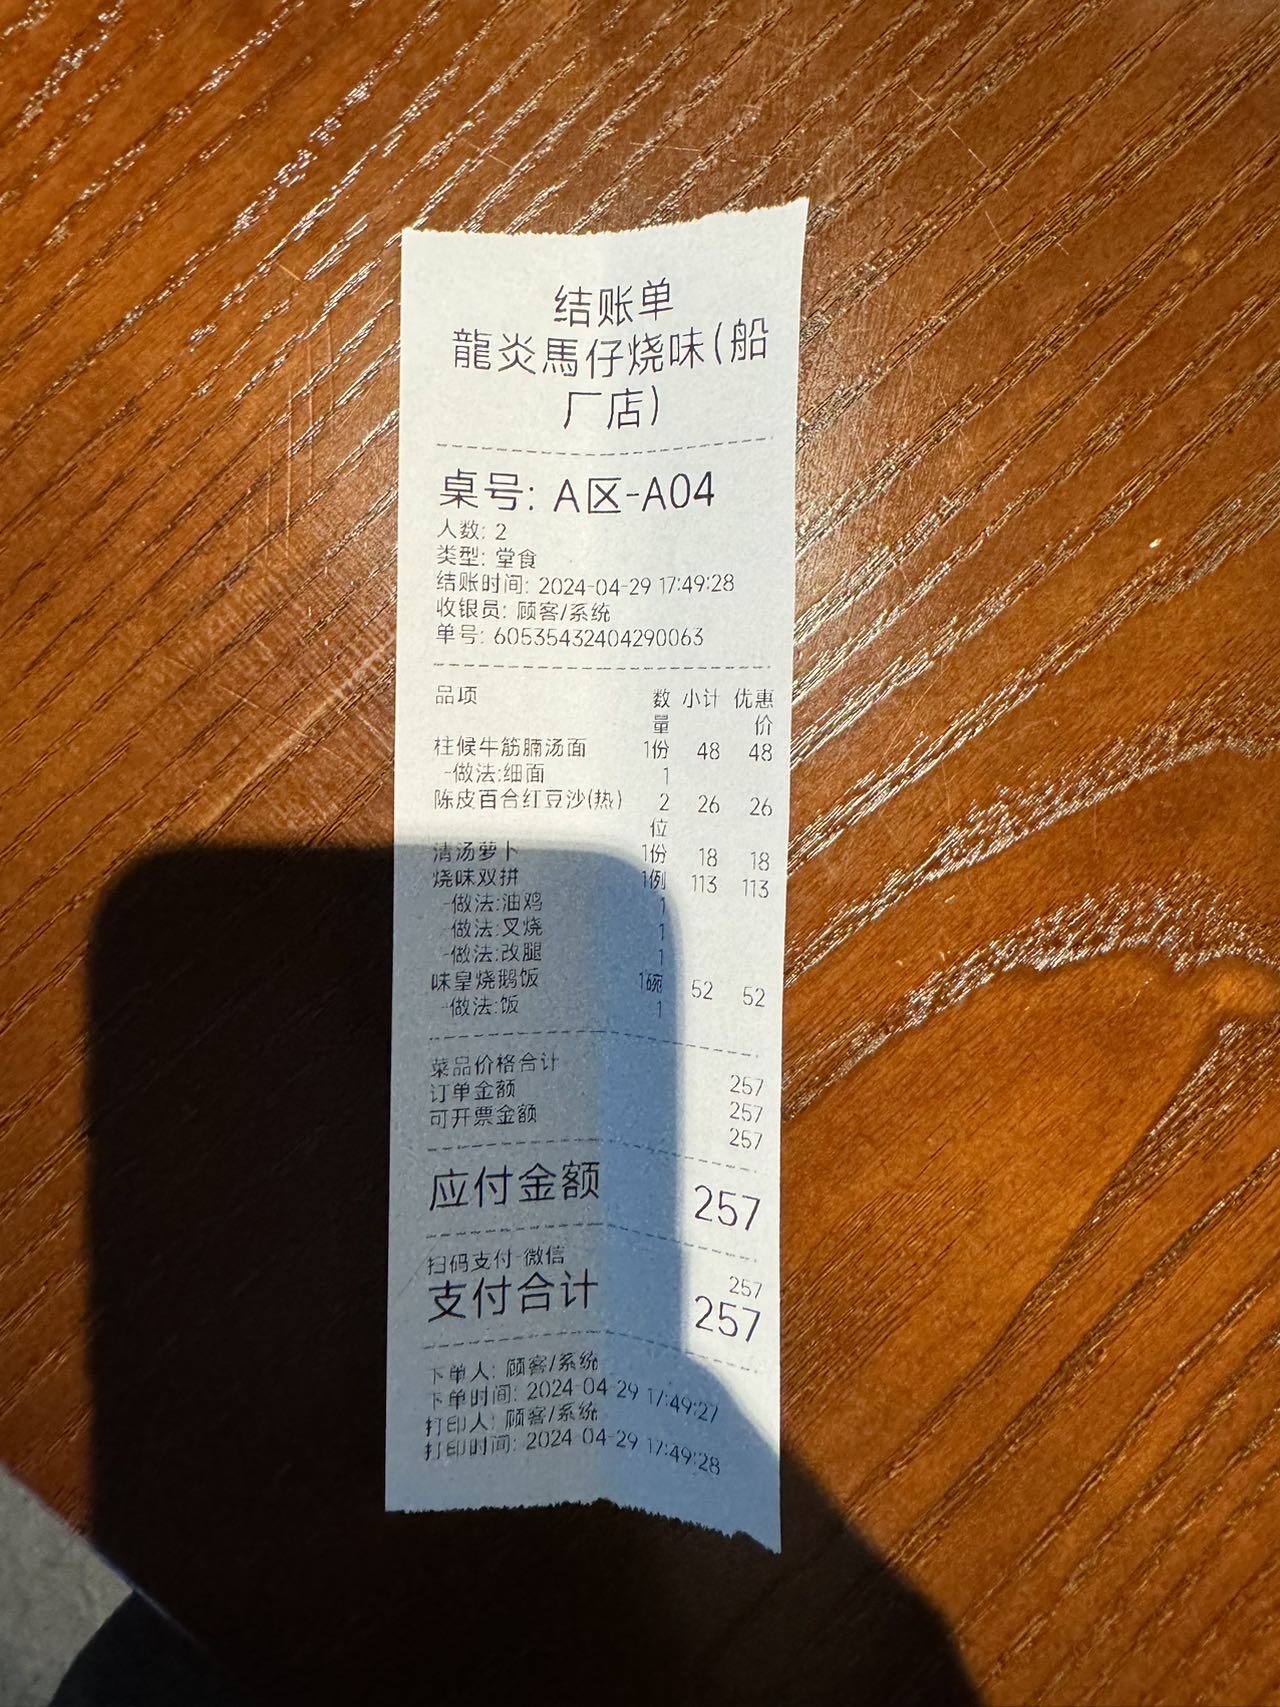 结账单
龍炎馬仔烧味(船
厂店)
桌号: A区-A04
人数: 2
类型: 堂食
结账时间: 2024-04-29 17:49:28
收银员: 顾客/系统
单号: 60535432404290063
品项 数量 小计 优惠价
柱候牛筋腩汤面 1份 48 48
-做法:细面 1
陈皮百合红豆沙(热) 2位 26 26
清汤萝卜 1份 18 18
烧味双拼 1例 113 113
-做法:油鸡 1
-做法:叉烧 1
-做法:改腿 1
味皇烧鹅饭 1碗 52 52
-做法:饭 1
菜品价格合计 257
订单金额 257
可开票金额 257
应付金额 257
扫码支付-微信 257
支付合计 257
下单人: 顾客/系统
下单时间: 2024-04-29 17:49:27
打印人: 顾客/系统
打印时间: 2024-04-29 17:49:28